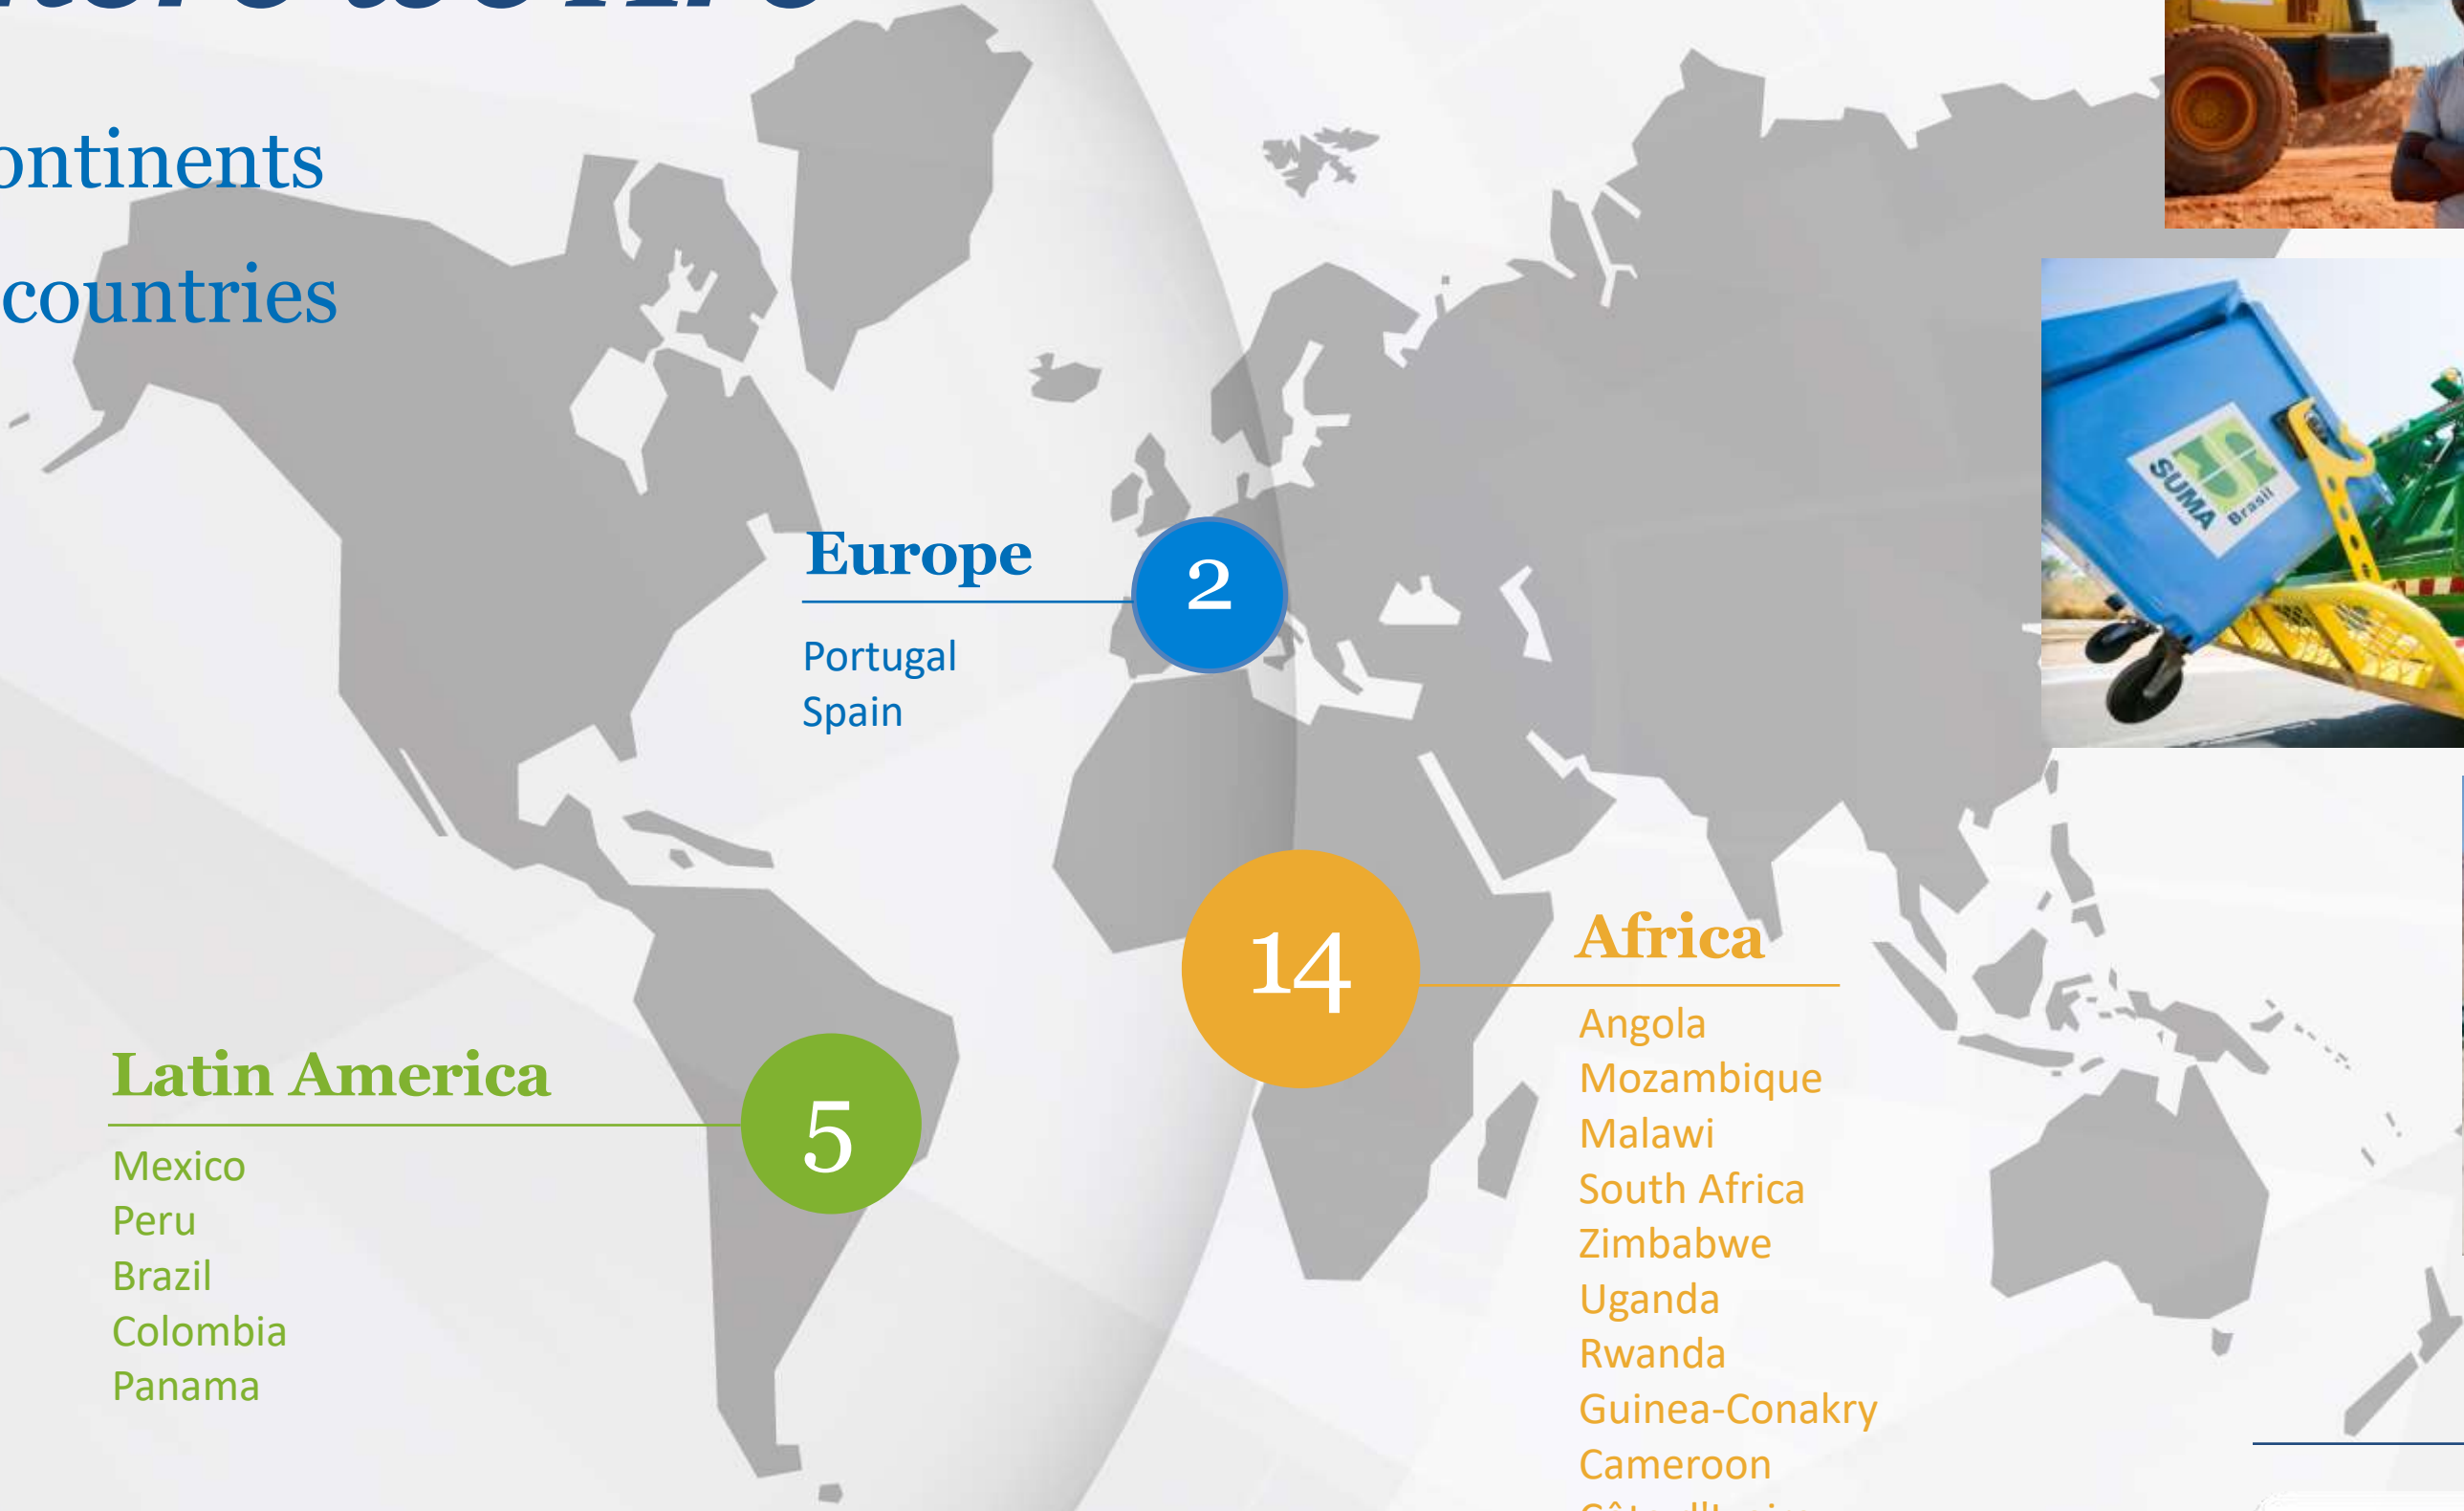 ontinents
countries
Europe
2
Portugal
Spain
14
Africa
Angola
Mozambique
Malawi
South Africa
Zimbabwe
Uganda
Rwanda
Guinea-Conakry
Cameroon
Latin America
5
Mexico
Peru
Brazil
Colombia
Panama
SUMA
Brasil